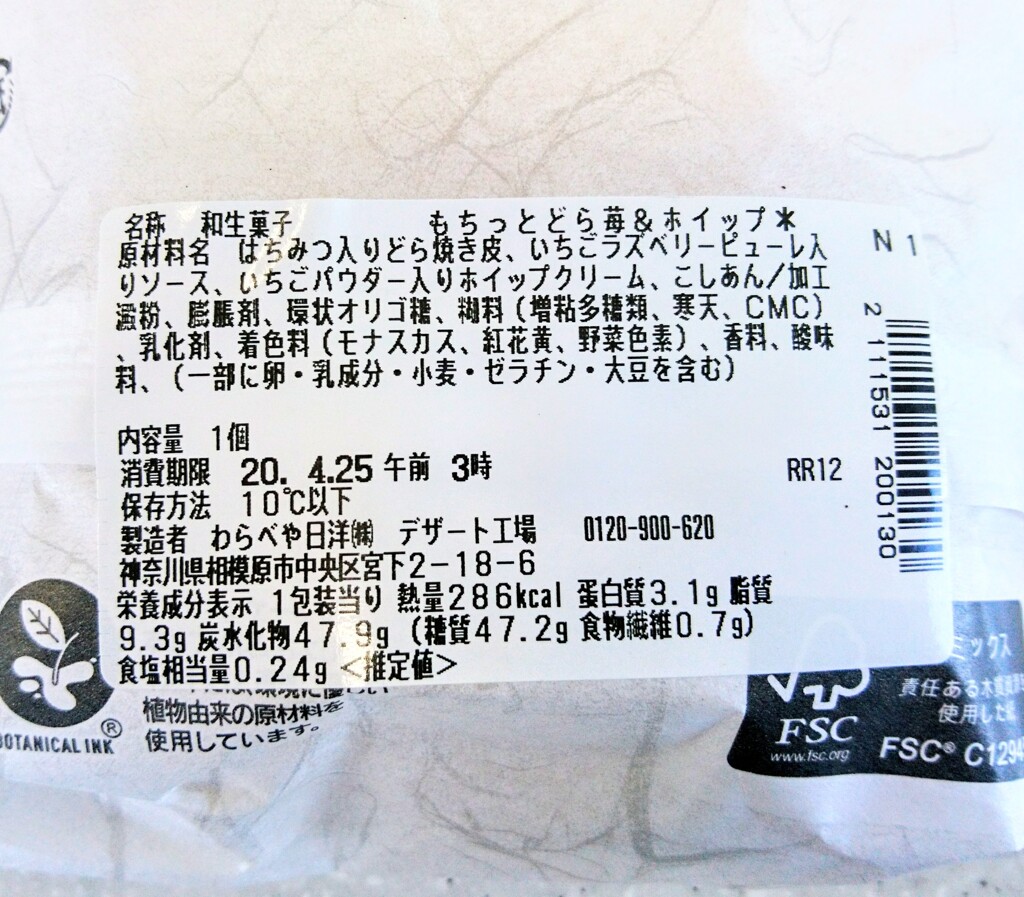 名称 和生菓子 もちっとどら苺&ホイップ*
原材料名 はちみつ入りどら焼き皮、いちごラズベリーピューレ入
りソース、いちごパウダー入りホイップクリーム、こしあん/加工
澱粉、膨脹剤、環状オリゴ糖、糊料(増粘多糖類、寒天、CMC)
、乳化剤、着色料(モナスカス、紅花黄、野菜色素)、香料、酸味
料、(一部に卵・乳成分・小麦・ゼラチン・大豆を含む)
内容量 1個
消費期限 20. 4.25 午前 3時 RR12
保存方法 10℃以下
製造者 わらべや日洋㈱ デザート工場 0120-900-620
神奈川県相模原市中央区宮下2-18-6
栄養成分表示 1包装当り 熱量286kcal 蛋白質3.1g 脂質
9.3g 炭水化物47.9g (糖質47.2g 食物繊維0.7g)
食塩相当量0.24g <推定値>
N 1
2 111531 200130
植物由来の原材料を
使用しています。
BOTANICAL INK®
ミックス
責任ある木質
使用した
FSC
www.fsc.org
FSC® C1294